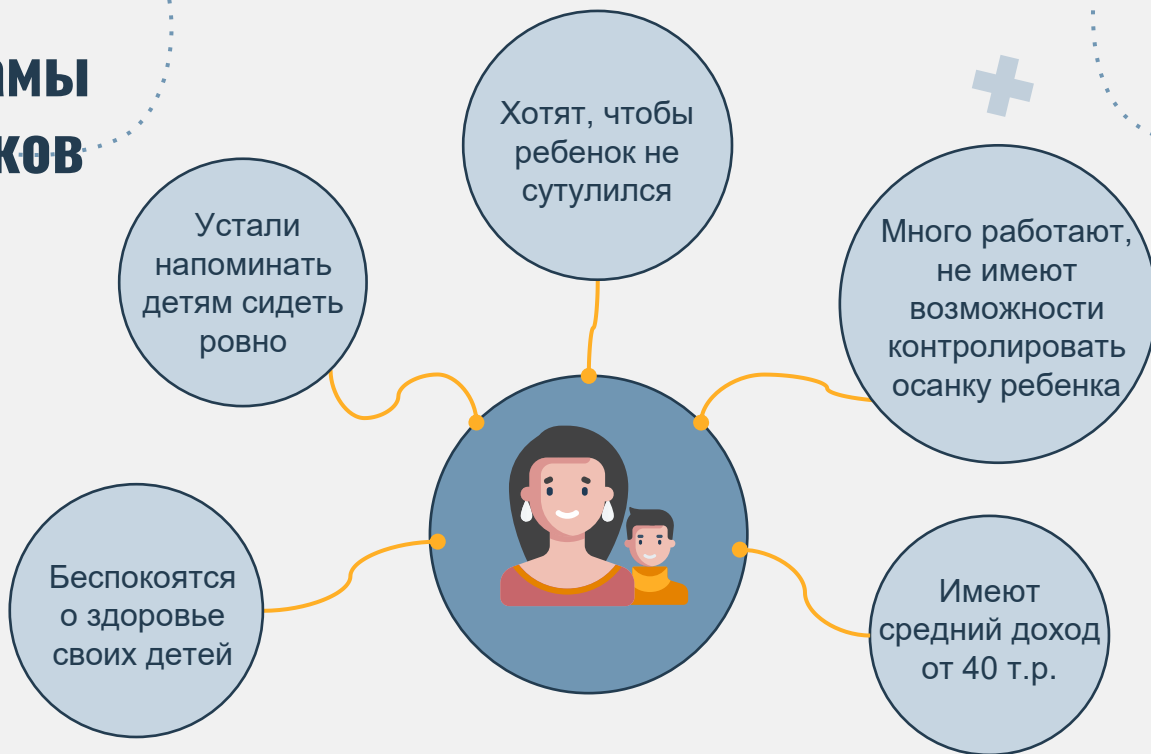 амы
ков
Хотят, чтобы
ребенок не
сутулился
Устали
напоминать
детям сидеть
ровно
Много работают,
не имеют
возможности
контролировать
осанку ребенка
Беспокоятся
о здоровье
своих детей
Имеют
средний доход
от 40 т.р.